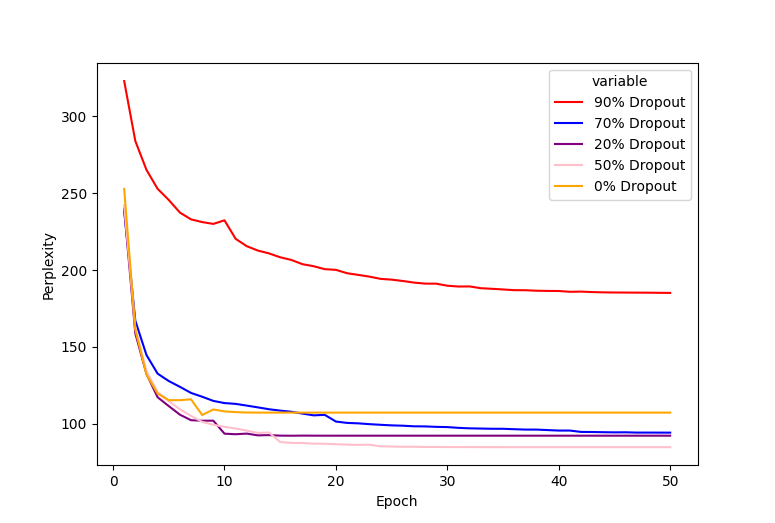 variable
90% Dropout
70% Dropout
20% Dropout
50% Dropout
0% Dropout
Perplexity
300
250
200
150
100
0 10 20 30 40 50
Epoch